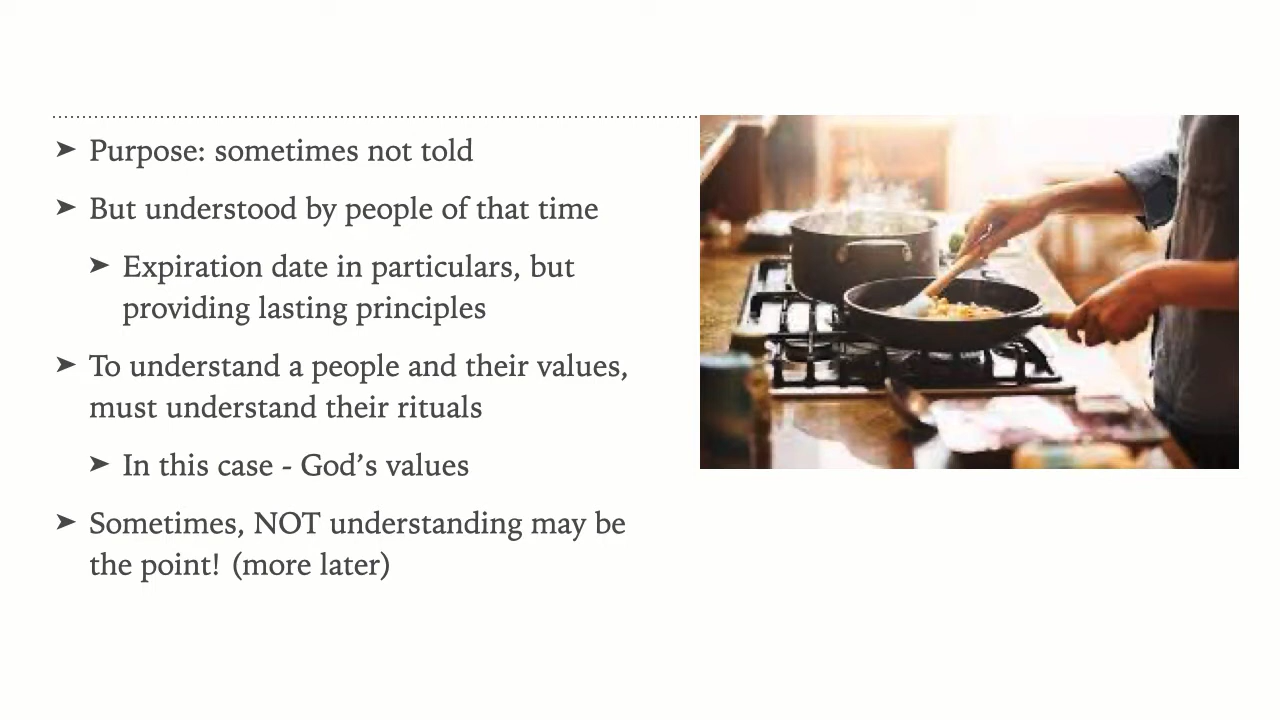 ➤ Purpose: sometimes not told
➤ But understood by people of that time
➤ Expiration date in particulars, but
providing lasting principles
➤ To understand a people and their values,
must understand their rituals
➤ In this case - God’s values
➤ Sometimes, NOT understanding may be
the point! (more later)